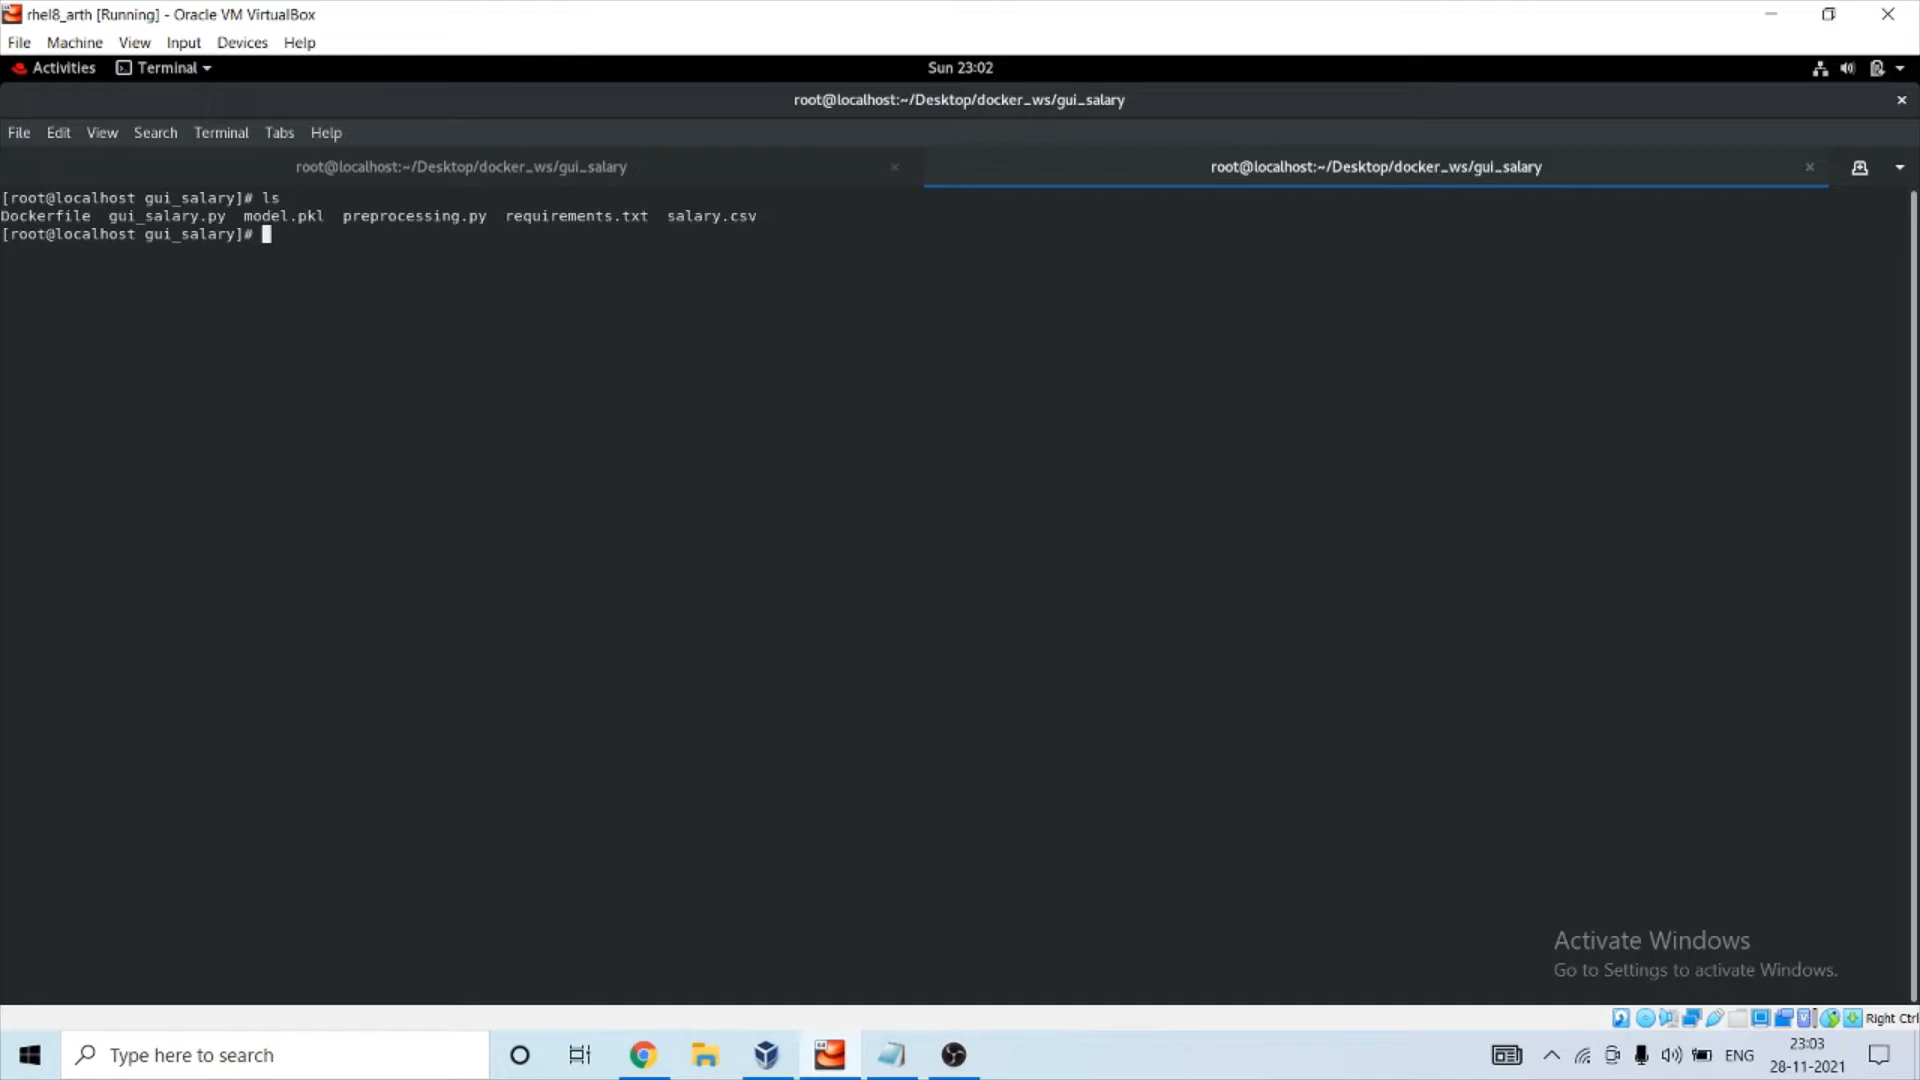 rhel8_arth [Running] - Oracle VM VirtualBox
File Machine View Input Devices Help
Activities Terminal Sun 23:02
root@localhost:~/Desktop/docker_ws/gui_salary
File Edit View Search Terminal Tabs Help
root@localhost:~/Desktop/docker_ws/gui_salary root@localhost:~/Desktop/docker_ws/gui_salary
[root@localhost gui_salary]# ls
Dockerfile gui_salary.py model.pkl preprocessing.py requirements.txt salary.csv
[root@localhost gui_salary]#
Activate Windows
Go to Settings to activate Windows.
Right Ctrl
Type here to search
ENG
23:03
28-11-2021